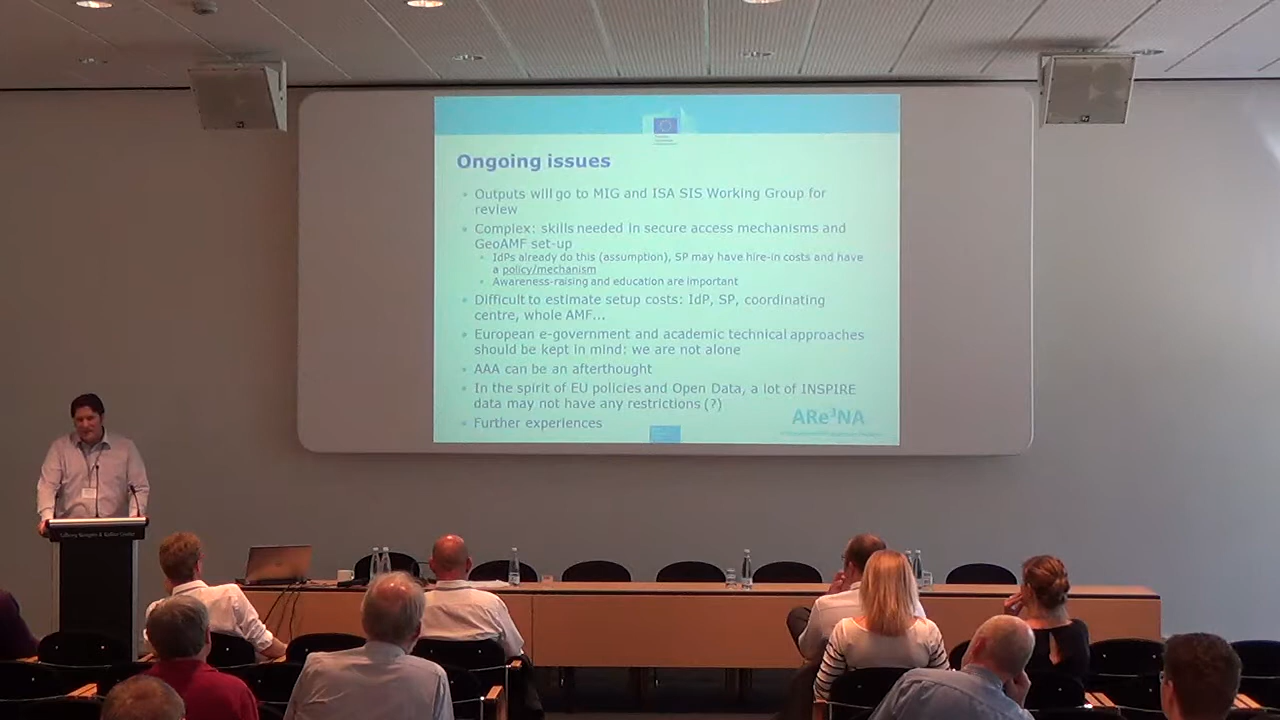 Ongoing issues
Outputs will go to MIG and ISA SIS Working Group for
review
Complex: skills needed in secure access mechanisms and
GeoAMF set-up
IdPs already do this (assumption), SP may have hire-in costs and have
a policy/mechanism
Awareness-raising and education are important
Difficult to estimate setup costs: IdP, SP, coordinating
centre, whole AMF...
European e-government and academic technical approaches
should be kept in mind: we are not alone
AAA can be an afterthought
In the spirit of EU policies and Open Data, a lot of INSPIRE
data may not have any restrictions (?)
Further experiences
ARe³NA
Aalborg Kongres & Kultur Center